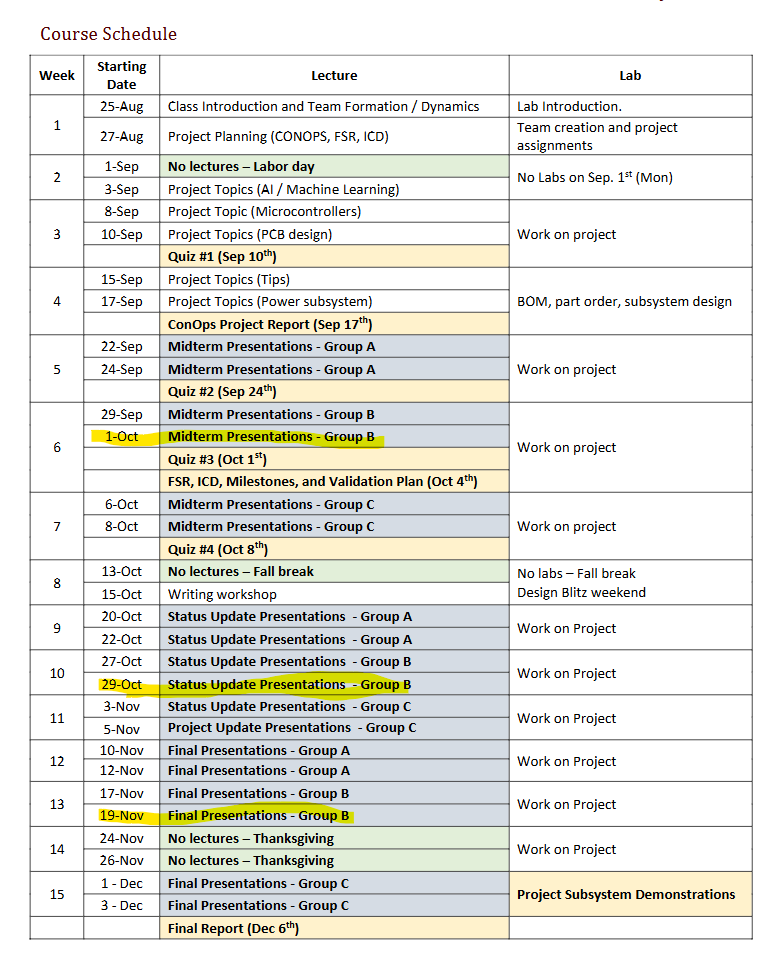 Course Schedule
Week Starting Date Lecture Lab
1 25-Aug Class Introduction and Team Formation / Dynamics Lab Introduction.
27-Aug Project Planning (CONOPS, FSR, ICD) Team creation and project assignments
2 1-Sep No lectures – Labor day No Labs on Sep. 1st (Mon)
3-Sep Project Topics (AI / Machine Learning)
3 8-Sep Project Topic (Microcontrollers) Work on project
10-Sep Project Topics (PCB design)
Quiz #1 (Sep 10th)
4 15-Sep Project Topics (Tips) BOM, part order, subsystem design
17-Sep Project Topics (Power subsystem)
ConOps Project Report (Sep 17th)
5 22-Sep Midterm Presentations - Group A Work on project
24-Sep Midterm Presentations - Group A
Quiz #2 (Sep 24th)
6 29-Sep Midterm Presentations - Group B Work on project
1-Oct Midterm Presentations - Group B
Quiz #3 (Oct 1st)
FSR, ICD, Milestones, and Validation Plan (Oct 4th)
7 6-Oct Midterm Presentations - Group C Work on project
8-Oct Midterm Presentations - Group C
Quiz #4 (Oct 8th)
8 13-Oct No lectures – Fall break No labs – Fall break
15-Oct Writing workshop Design Blitz weekend
9 20-Oct Status Update Presentations - Group A Work on Project
22-Oct Status Update Presentations - Group A
10 27-Oct Status Update Presentations - Group B Work on Project
29-Oct Status Update Presentations - Group B
11 3-Nov Status Update Presentations - Group C Work on Project
5-Nov Project Update Presentations - Group C
12 10-Nov Final Presentations - Group A Work on Project
12-Nov Final Presentations - Group A
13 17-Nov Final Presentations - Group B Work on Project
19-Nov Final Presentations - Group B
14 24-Nov No lectures – Thanksgiving Work on Project
26-Nov No lectures – Thanksgiving
15 1 - Dec Final Presentations - Group C Project Subsystem Demonstrations
3 - Dec Final Presentations - Group C
Final Report (Dec 6th)